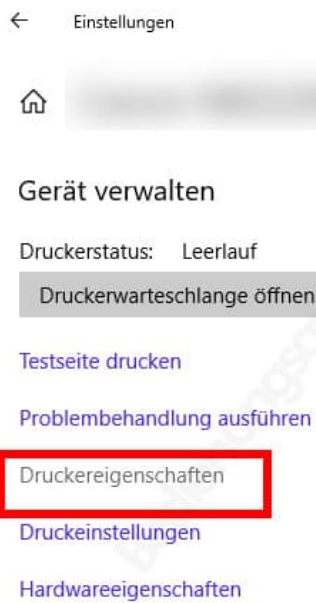 Einstellungen
Gerät verwalten
Druckerstatus: Leerlauf
Druckerwarteschlange öffnen
Testseite drucken
Problembehandlung ausführen
Druckereigenschaften
Druckeinstellungen
Hardwareeigenschaften